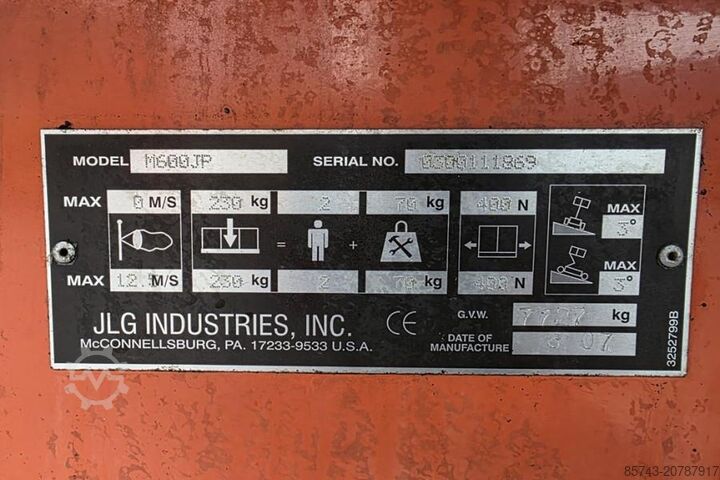 MODEL M600JP SERIAL NO. 0300111869
MAX 0 M/S 230 kg 2 70 kg 400 N
= +
MAX 3°
MAX 12.5 M/S 230 kg 2 70 kg 400 N
MAX 3°
JLG INDUSTRIES, INC. CE
McCONNELLSBURG, PA. 17233-9533 U.S.A.
G.V.W. kg
DATE OF MANUFACTURE 07
3252799B
85743-20787917